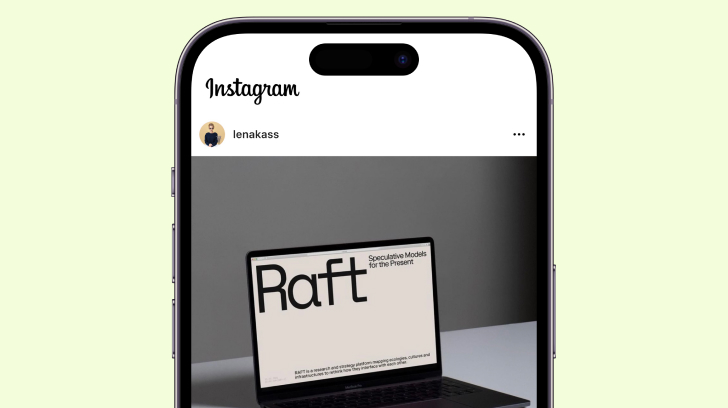 Instagram
lenakass
Raft
Speculative Models
for the Present
RAFT is a research and strategy platform mapping ecologies, cultures and
infrastructures to rethink how they interface with each other.